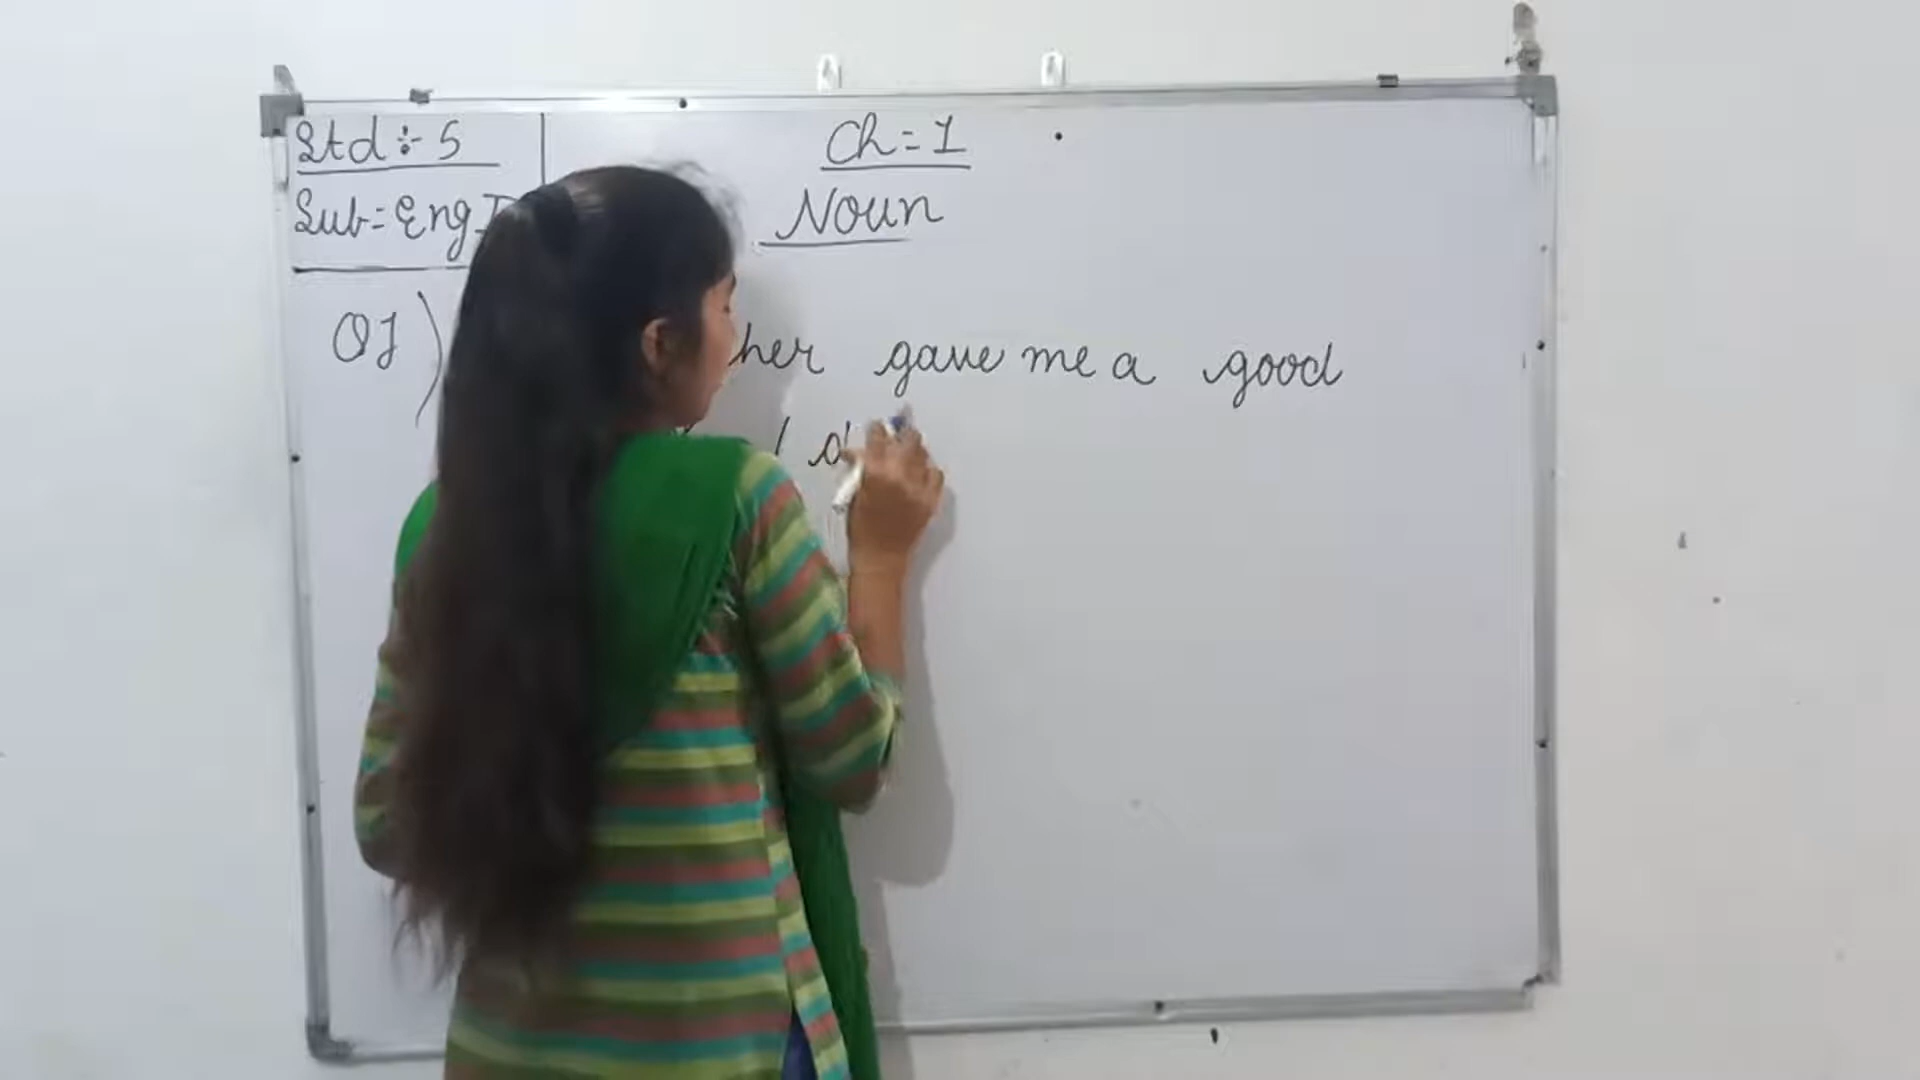 Std ÷ 5
Sub = Eng
Ch = 1
Noun
Q1) her gave me a good